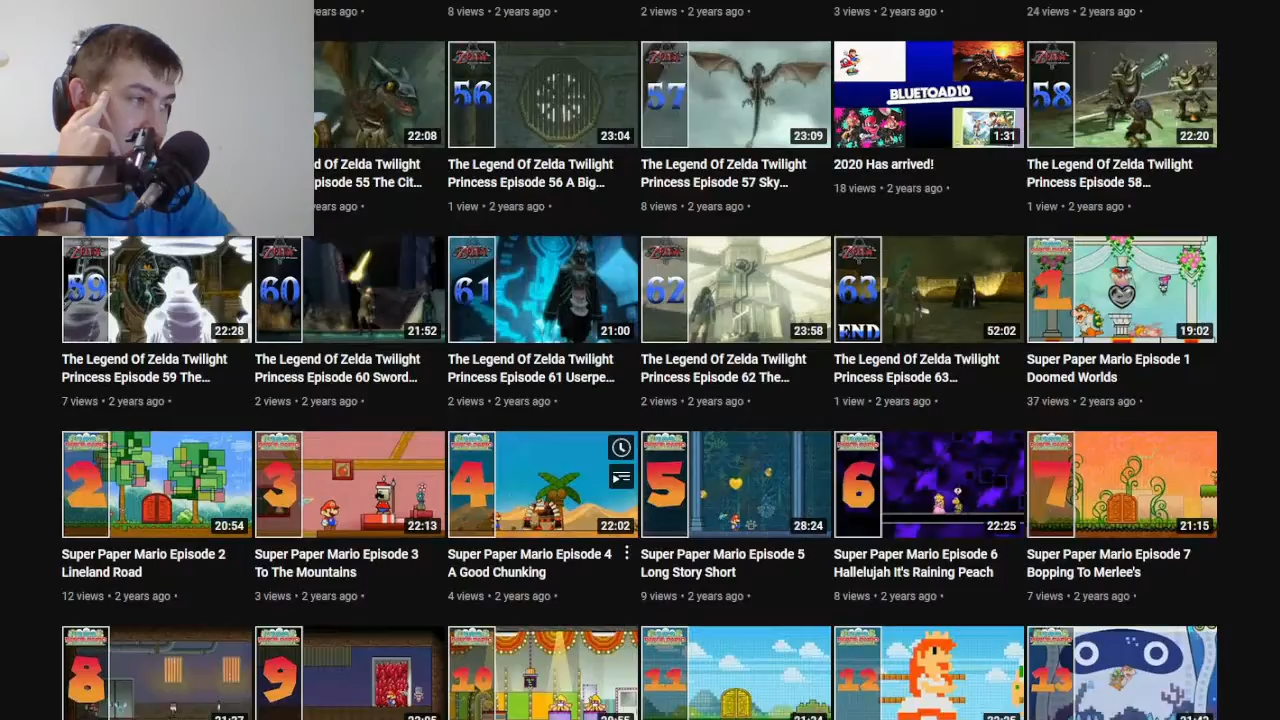 years ago •
8 views • 2 years ago •
2 views • 2 years ago •
3 views • 2 years ago •
24 views • 2 years ago •
22:08
56
23:04
57
23:09
BLUETOAD10
1:31
58
22:20
d Of Zelda Twilight
pisode 55 The Cit...
years ago •
The Legend Of Zelda Twilight
Princess Episode 56 A Big...
1 view • 2 years ago •
The Legend Of Zelda Twilight
Princess Episode 57 Sky...
8 views • 2 years ago •
2020 Has arrived!
18 views • 2 years ago •
The Legend Of Zelda Twilight
Princess Episode 58...
1 view • 2 years ago •
Zelda
59
22:28
Zelda
60
21:52
Zelda
61
21:00
Zelda
62
23:58
Zelda
63
END
52:02
1
19:02
The Legend Of Zelda Twilight
Princess Episode 59 The...
7 views • 2 years ago •
The Legend Of Zelda Twilight
Princess Episode 60 Sword...
2 views • 2 years ago •
The Legend Of Zelda Twilight
Princess Episode 61 Userpe...
2 views • 2 years ago •
The Legend Of Zelda Twilight
Princess Episode 62 The...
2 views • 2 years ago •
The Legend Of Zelda Twilight
Princess Episode 63...
1 view • 2 years ago •
Super Paper Mario Episode 1
Doomed Worlds
37 views • 2 years ago •
2
20:54
3
22:13
4
22:02
5
28:24
6
22:25
7
21:15
Super Paper Mario Episode 2
Lineland Road
12 views • 2 years ago •
Super Paper Mario Episode 3
To The Mountains
3 views • 2 years ago •
Super Paper Mario Episode 4
A Good Chunking
4 views • 2 years ago •
Super Paper Mario Episode 5
Long Story Short
9 views • 2 years ago •
Super Paper Mario Episode 6
Hallelujah It's Raining Peach
8 views • 2 years ago •
Super Paper Mario Episode 7
Bopping To Merlee's
7 views • 2 years ago •
8
9
10
11
12
13